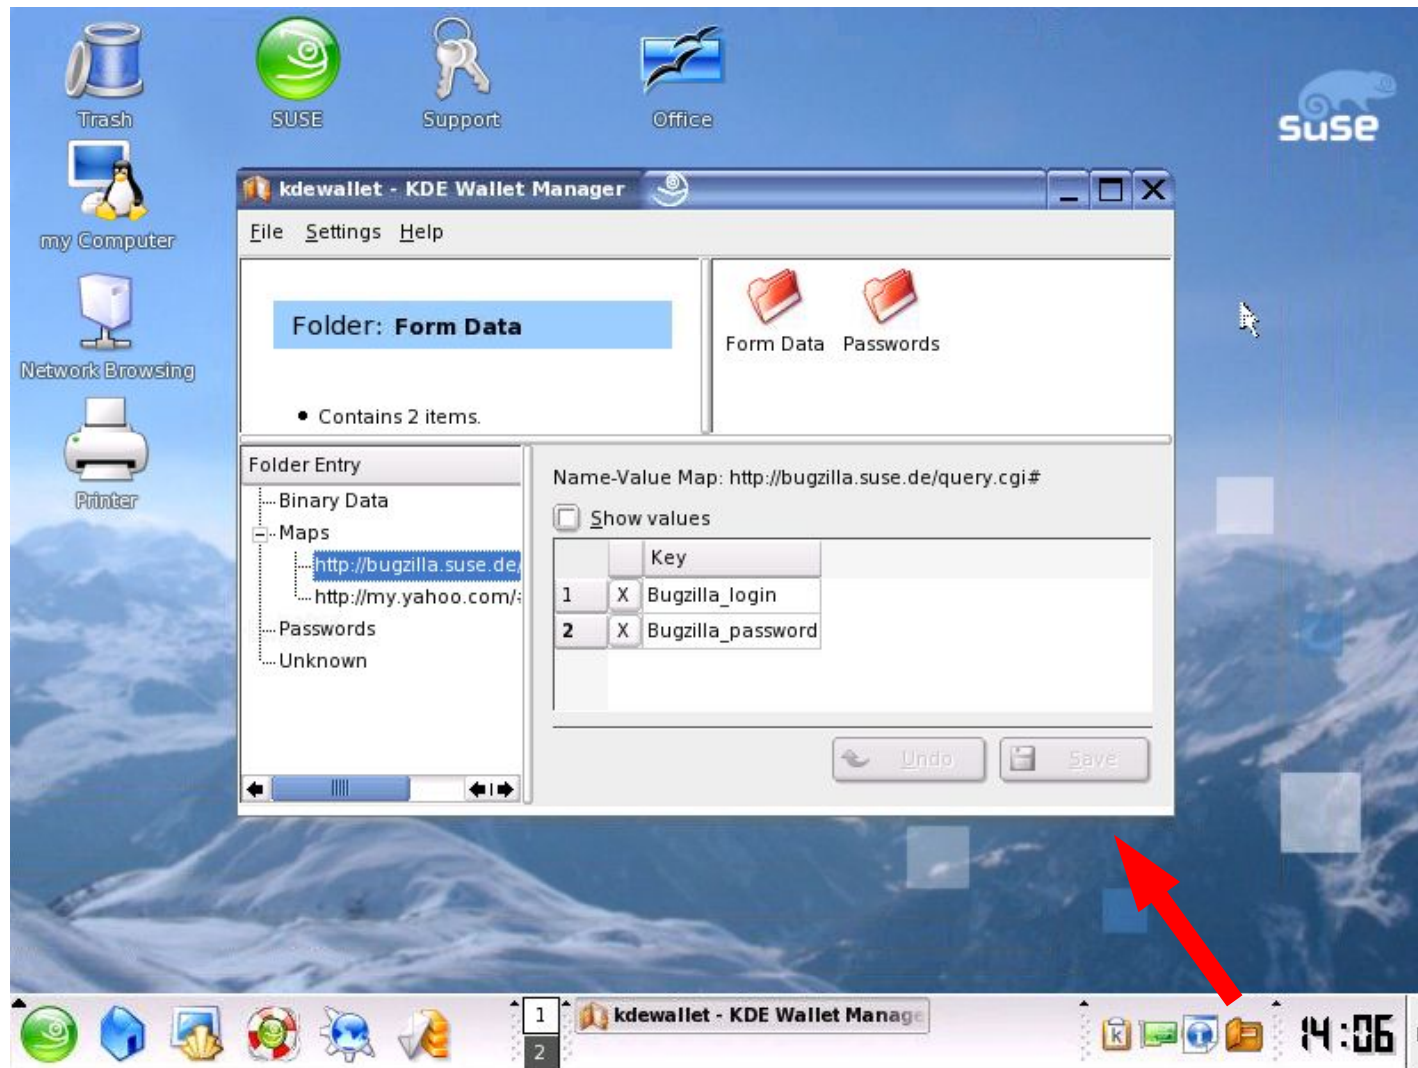 Trash
SUSE
Support
Office
suse
my Computer
Network Browsing
Printer
kdewallet - KDE Wallet Manager
File Settings Help
Folder: Form Data
Contains 2 items.
Form Data Passwords
Folder Entry
Binary Data
Maps
http://bugzilla.suse.de/
http://my.yahoo.com/
Passwords
Unknown
Name-Value Map: http://bugzilla.suse.de/query.cgi#
Show values
Key
1 X Bugzilla_login
2 X Bugzilla_password
Undo Save
1
2
kdewallet - KDE Wallet Manage
K
14:06